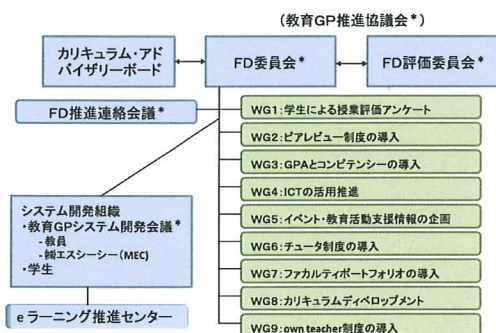 (教育GP推進協議会*)
カリキュラム・アド
バイザリーボード
FD委員会*
FD評価委員会*
FD推進連絡会議*
WG1:学生による授業評価アンケート
WG2:ピアレビュー制度の導入
WG3:GPAとコンピテンシーの導入
WG4:ICTの活用推進
WG5:イベント・教育活動支援情報の企画
WG6:チュータ制度の導入
WG7:ファカルティポートフォリオの導入
WG8:カリキュラムディベロップメント
WG9:own teacher制度の導入
システム開発組織
・教育GPシステム開発会議*
- 教員
- ㈱エスシーシー(MEC)
・学生
eラーニング推進センター